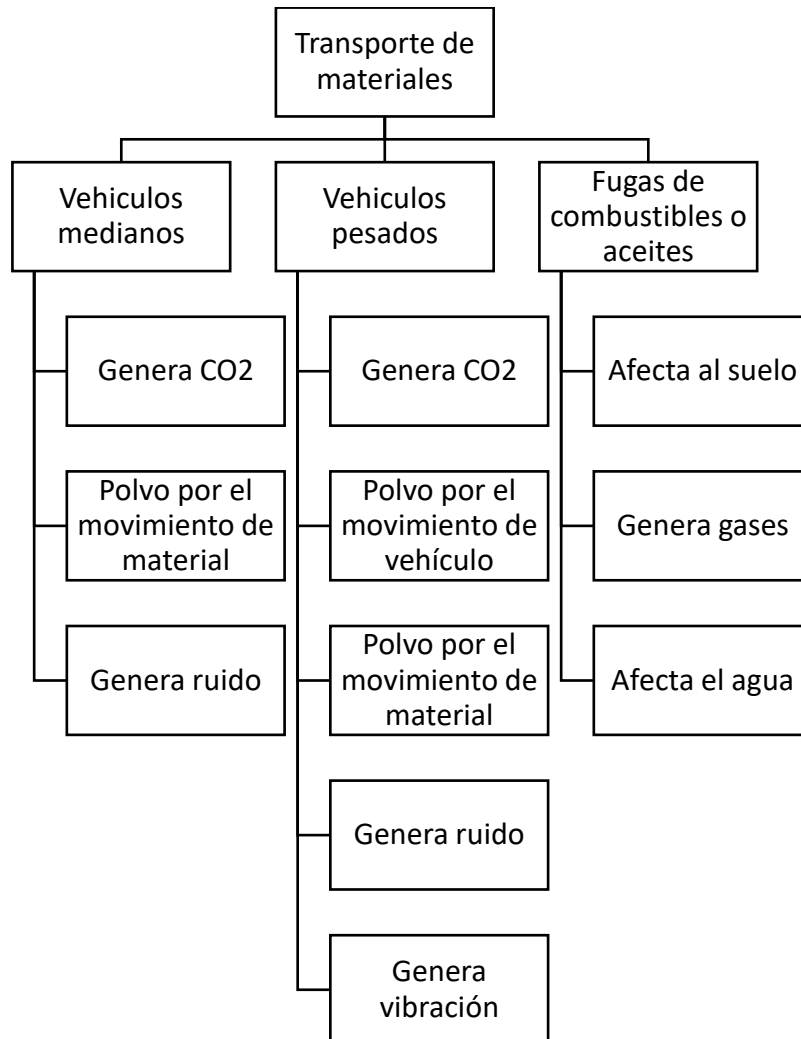 Transporte de
materiales
Vehiculos
medianos
Genera CO2
Polvo por el
movimiento de
material
Genera ruido
Vehiculos
pesados
Genera CO2
Polvo por el
movimiento de
vehículo
Polvo por el
movimiento de
material
Genera ruido
Genera
vibración
Fugas de
combustibles o
aceites
Afecta al suelo
Genera gases
Afecta el agua